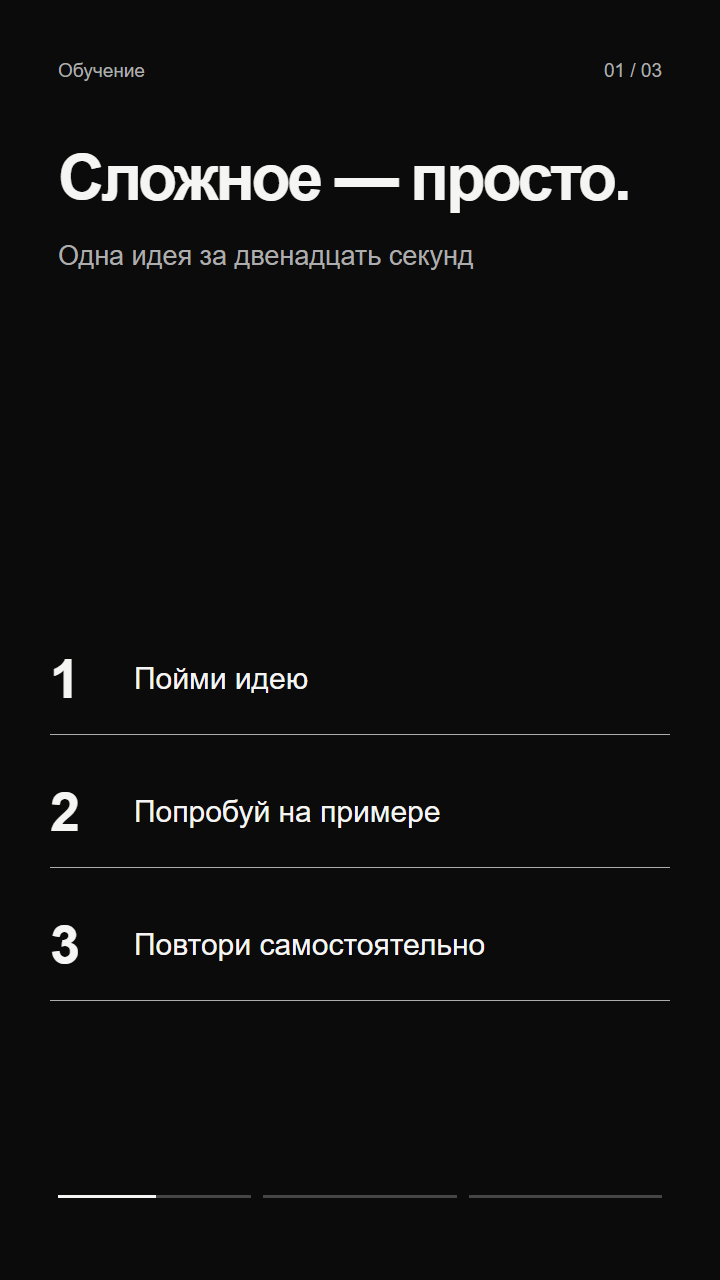 Обучение
01 / 03
Сложное — просто.
Одна идея за двенадцать секунд
1 Пойми идею
2 Попробуй на примере
3 Повтори самостоятельно